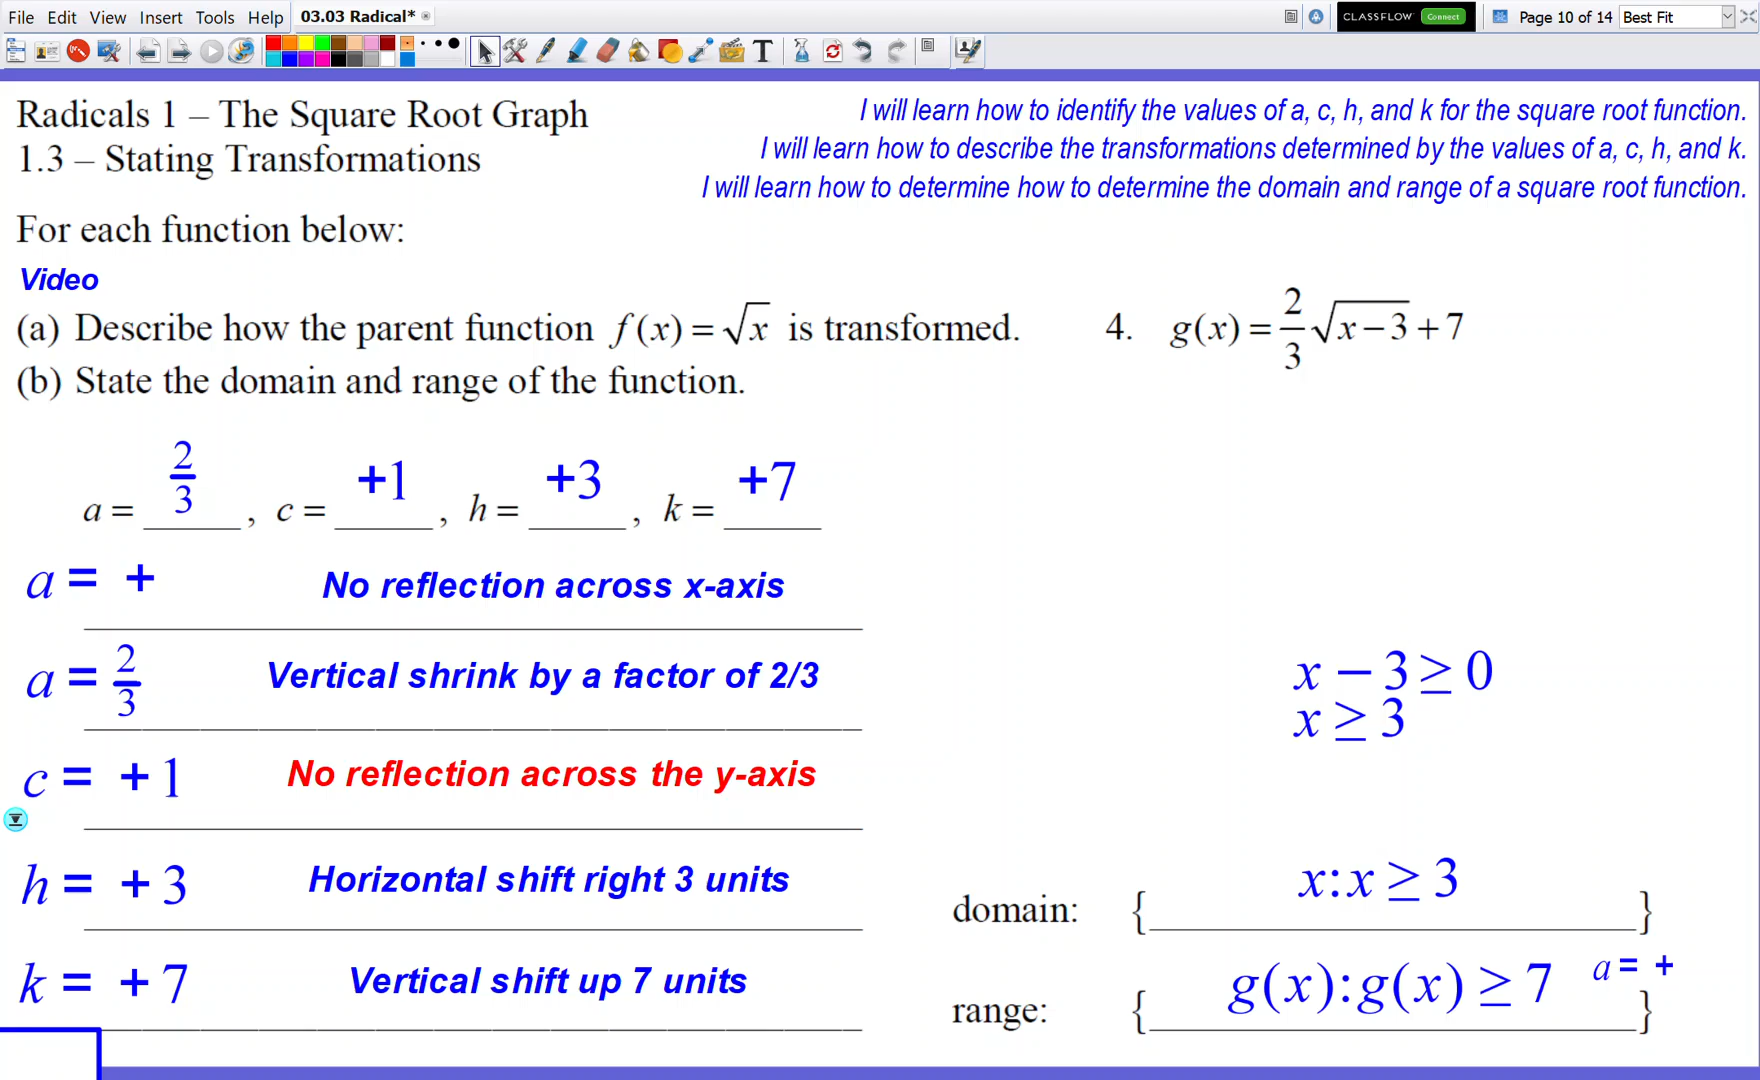 File Edit View Insert Tools Help 03.03 Radical* CLASSFLOW Connect Page 10 of 14 Best Fit
Radicals 1 – The Square Root Graph
1.3 – Stating Transformations
I will learn how to identify the values of a, c, h, and k for the square root function.
I will learn how to describe the transformations determined by the values of a, c, h, and k.
I will learn how to determine how to determine the domain and range of a square root function.
For each function below:
Video
(a) Describe how the parent function f(x) = √x is transformed.
(b) State the domain and range of the function.
4. g(x) = 2/3 √(x − 3) + 7
a = 2/3, c = +1, h = +3, k = +7
a = + No reflection across x-axis
a = 2/3 Vertical shrink by a factor of 2/3
c = +1 No reflection across the y-axis
h = +3 Horizontal shift right 3 units
k = +7 Vertical shift up 7 units
x − 3 ≥ 0
x ≥ 3
domain: { x:x ≥ 3 }
range: { g(x):g(x) ≥ 7 } a = +